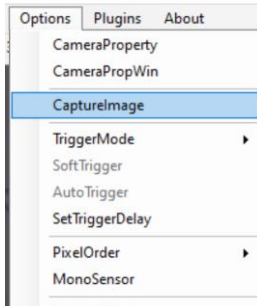 Options Plugins About
CameraProperty
CameraPropWin
CaptureImage
TriggerMode
SoftTrigger
AutoTrigger
SetTriggerDelay
PixelOrder
MonoSensor